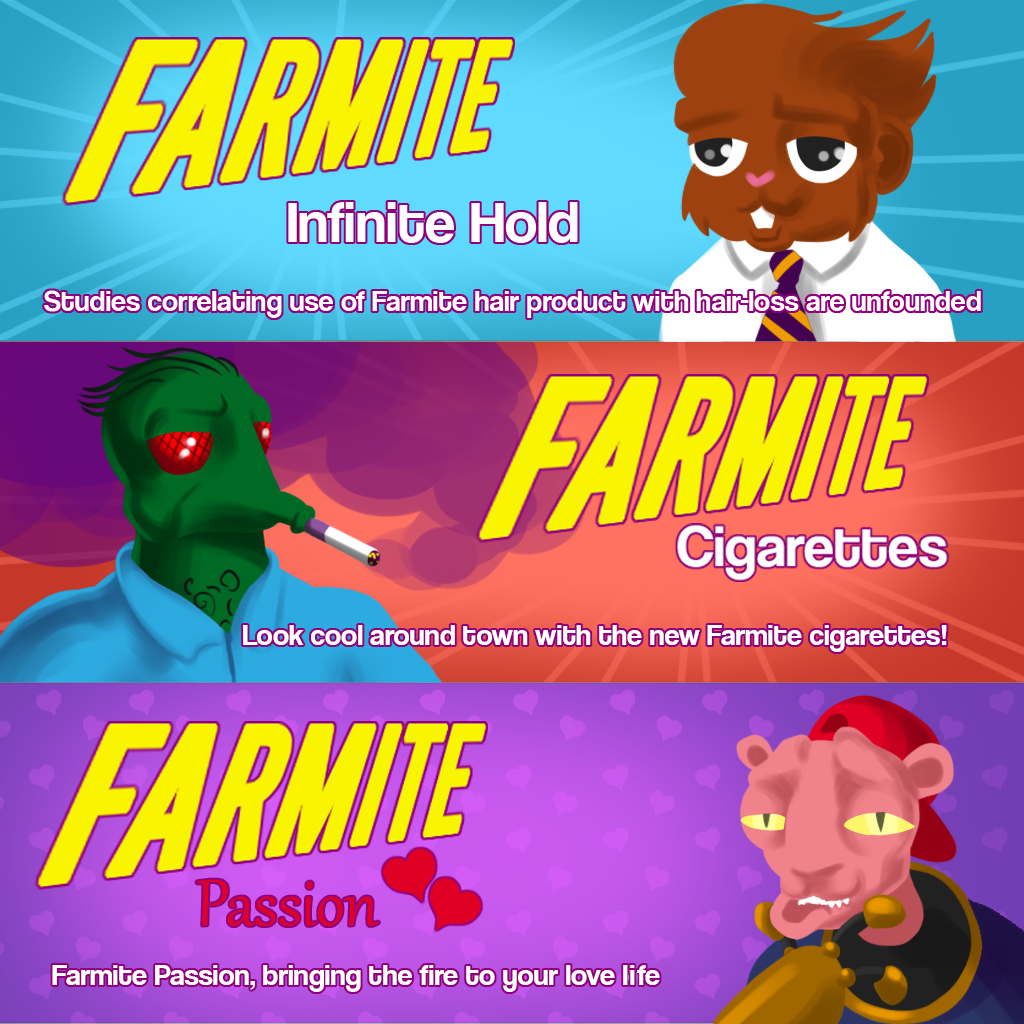 FARMITE
Infinite Hold
Studies correlating use of Farmite hair product with hair-loss are unfounded
FARMITE
Cigarettes
Look cool around town with the new Farmite cigarettes!
FARMITE
Passion
Farmite Passion, bringing the fire to your love life